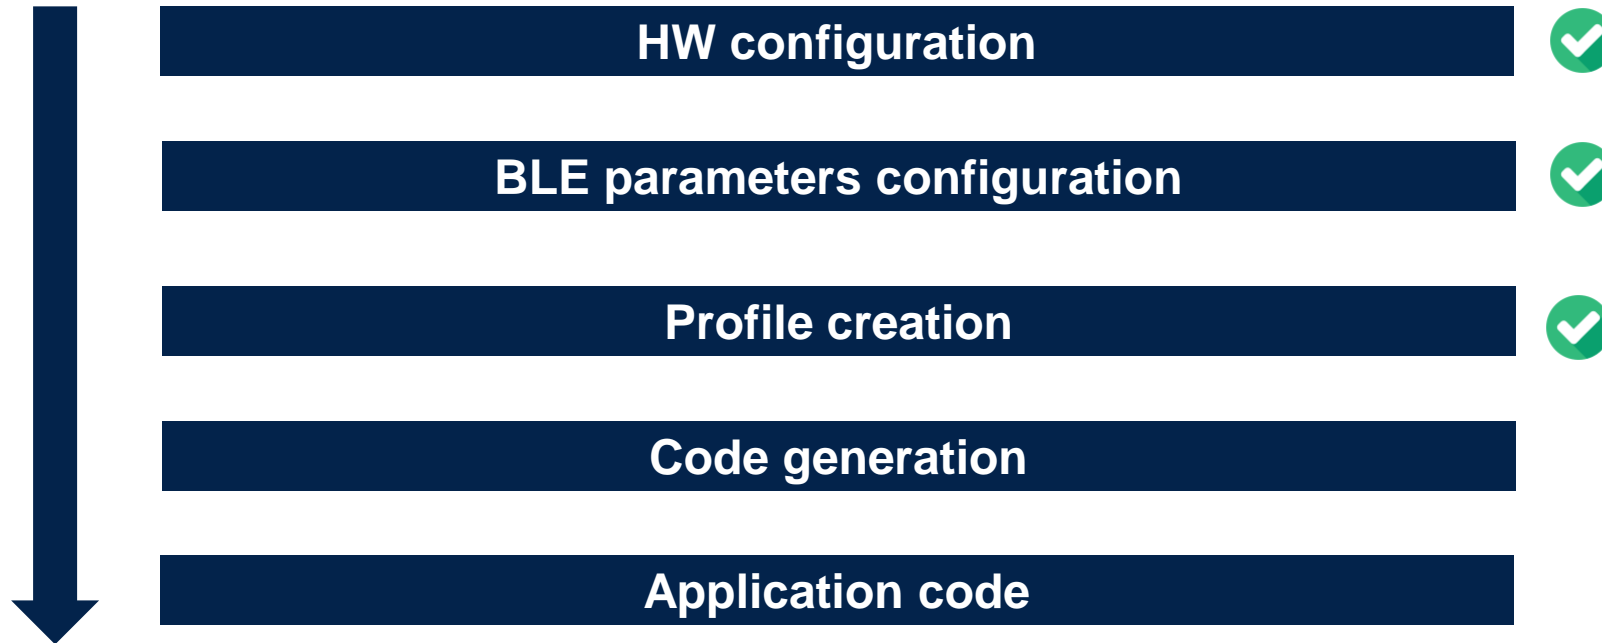 HW configuration
BLE parameters configuration
Profile creation
Code generation
Application code